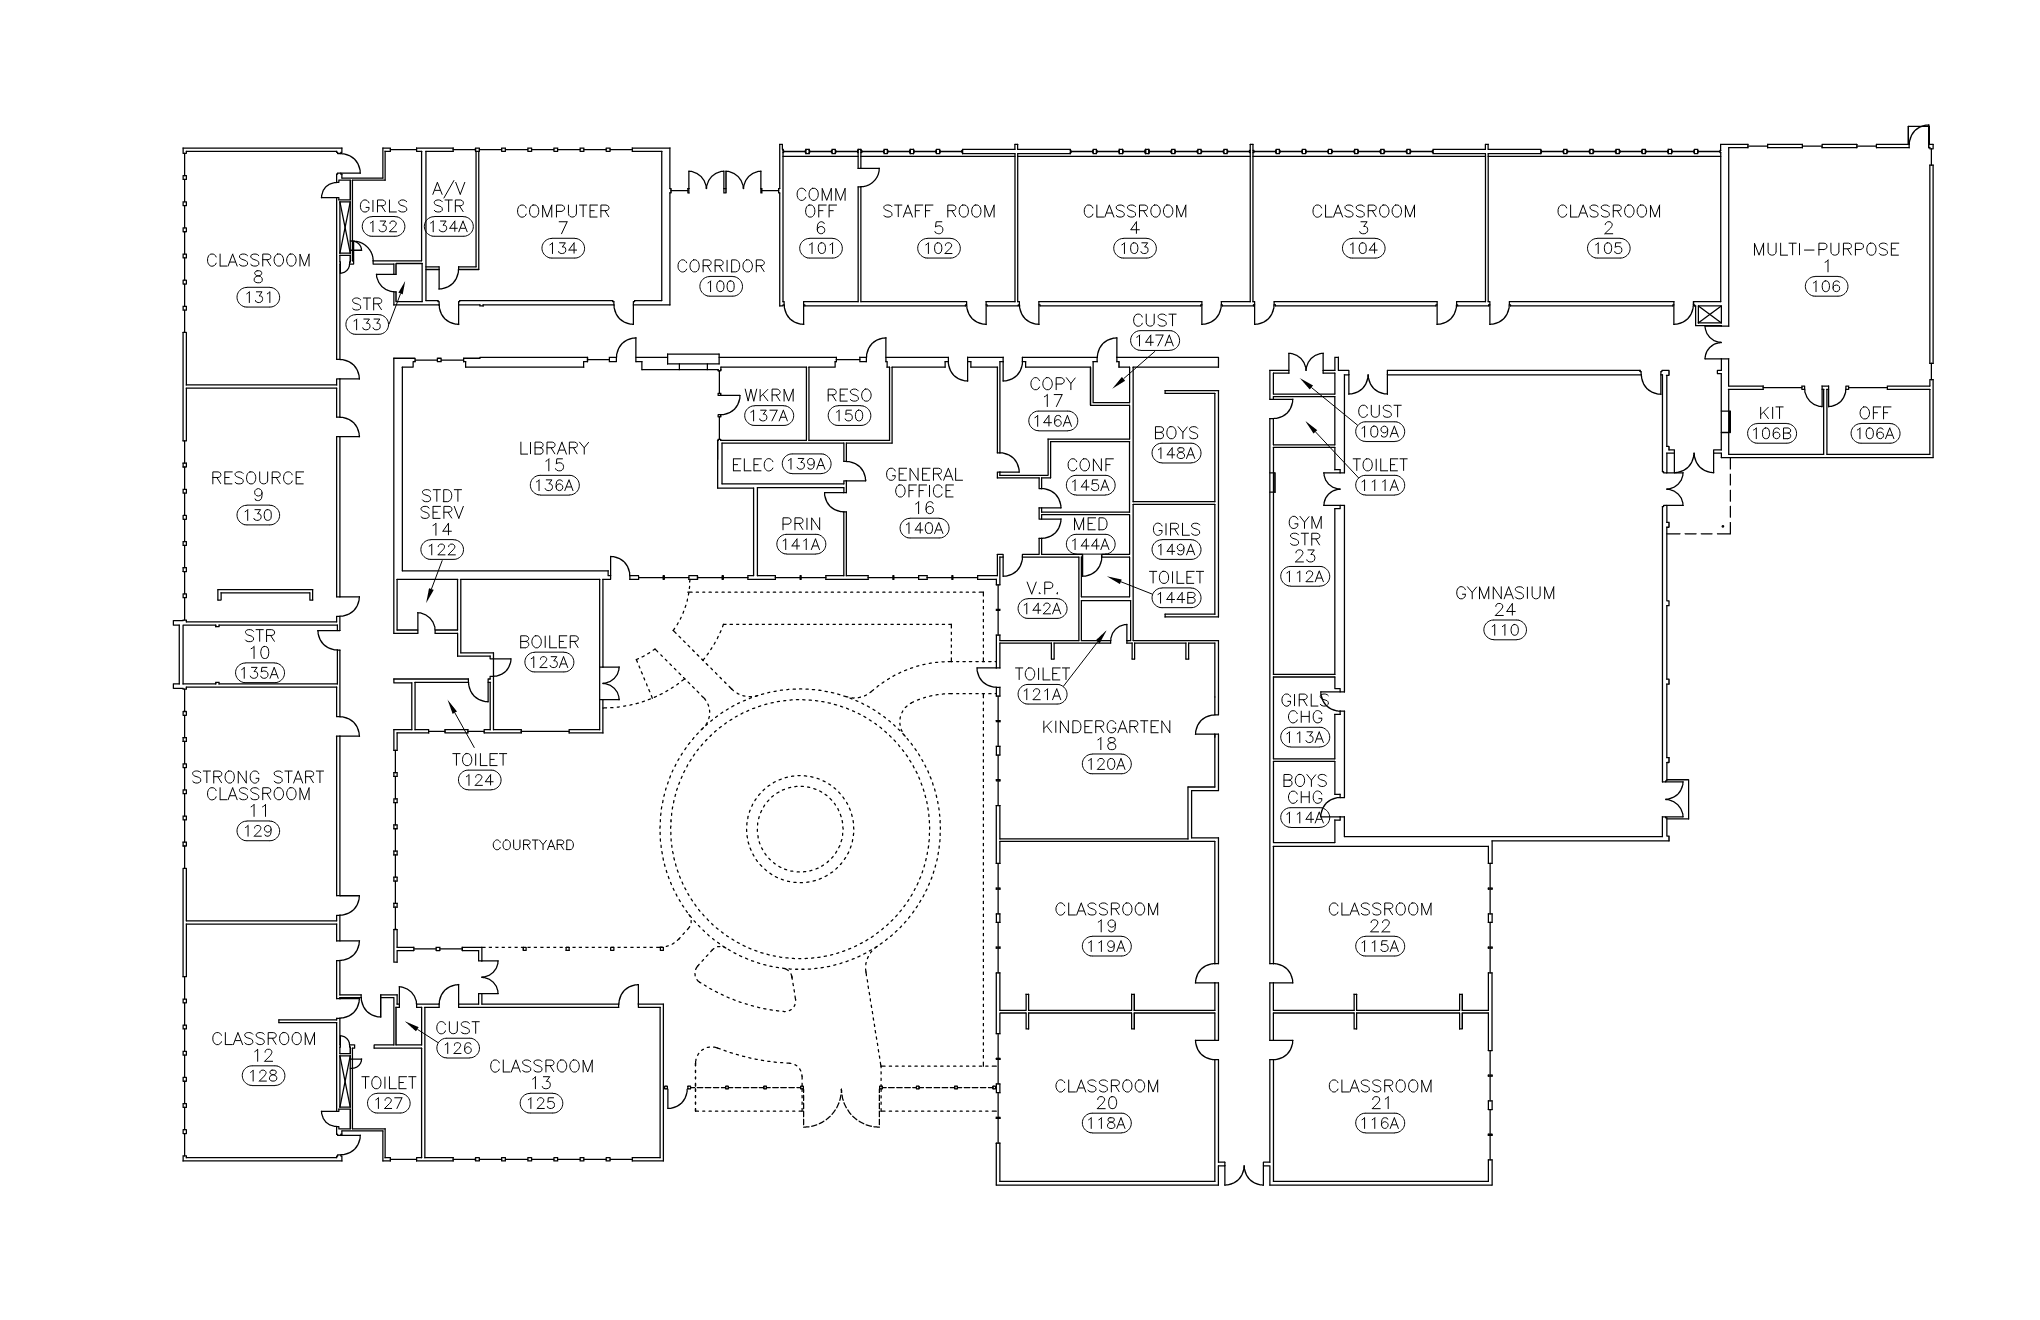 CLASSROOM
8
131
GIRLS
132
A/V
STR
134A
COMPUTER
7
134
STR
133
CORRIDOR
100
COMM
OFF
6
101
STAFF ROOM
5
102
CLASSROOM
4
103
CLASSROOM
3
104
CLASSROOM
2
105
MULTI-PURPOSE
1
106
KIT
106B
OFF
106A
CUST
147A
COPY
17
146A
WKRM
137A
RESO
150
LIBRARY
15
136A
ELEC 139A
PRIN
141A
GENERAL
OFFICE
16
140A
CONF
145A
MED
144A
BOYS
148A
GIRLS
149A
TOILET
144B
V.P.
142A
TOILET
121A
CUST
109A
TOILET
111A
GYM
STR
23
112A
GYMNASIUM
24
110
GIRLS
CHG
113A
BOYS
CHG
114A
RESOURCE
9
130
STDT
SERV
14
122
STR
10
135A
BOILER
123A
TOILET
124
STRONG START
CLASSROOM
11
129
COURTYARD
KINDERGARTEN
18
120A
CLASSROOM
19
119A
CLASSROOM
22
115A
CLASSROOM
12
128
CUST
126
TOILET
127
CLASSROOM
13
125
CLASSROOM
20
118A
CLASSROOM
21
116A